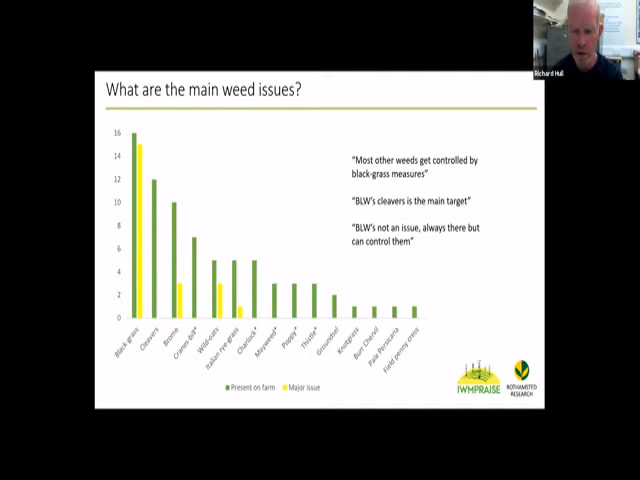 Richard Hull
What are the main weed issues?
16
14
12
10
8
6
4
2
0
"Most other weeds get controlled by
black-grass measures"
"BLW's cleavers is the main target"
"BLW's not an issue, always there but
can control them"
Black-grass
Cleavers
Brome
Cranes-bill*
Wild-oats
Italian rye-grass
Charlock*
Mayweed*
Poppy*
Thistle*
Groundsel
Knotgrass
Burr Chervil
Pale Persicaria
Field penny cress
Present on farm
Major issue
IWMPRAISE
ROTHAMSTED
RESEARCH